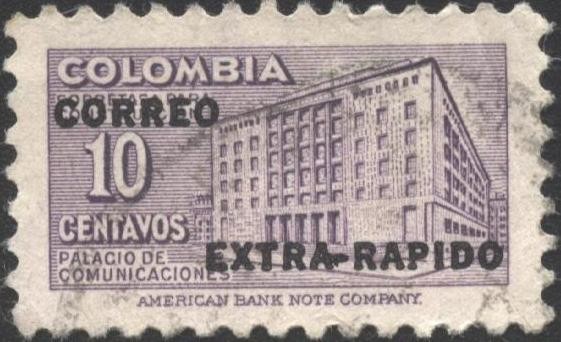 COLOMBIA
CORREO
10
CENTAVOS
PALACIO DE
COMUNICACIONES
EXTRA-RAPIDO
AMERICAN BANK NOTE COMPANY.